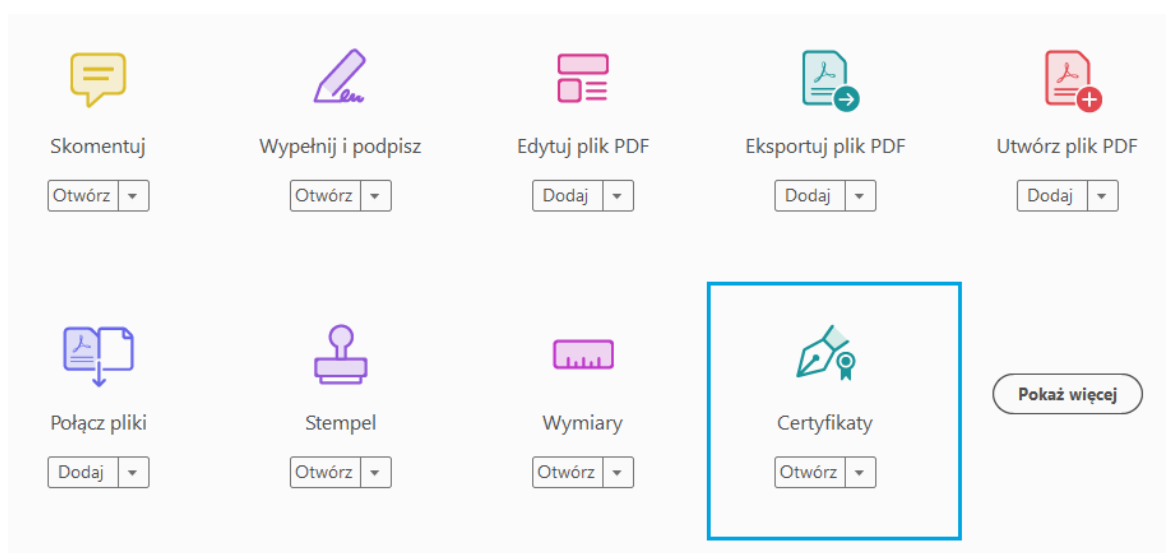 Skomentuj
Wypełnij i podpisz
Edytuj plik PDF
Eksportuj plik PDF
Utwórz plik PDF
Otwórz
Otwórz
Dodaj
Dodaj
Dodaj
Połącz pliki
Stempel
Wymiary
Certyfikaty
Pokaż więcej
Dodaj
Otwórz
Otwórz
Otwórz